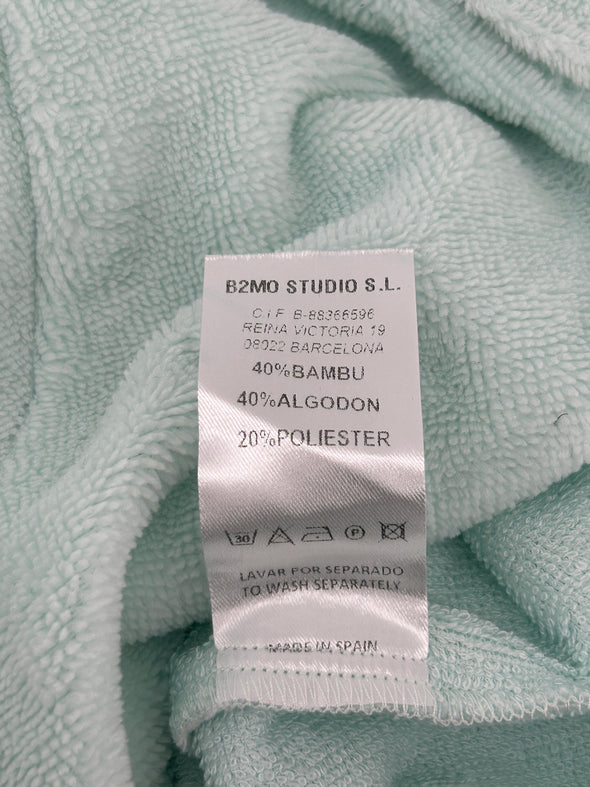 B2MO STUDIO S.L.
C i F B-88366596
REINA VICTORIA 19
08022 BARCELONA
40%BAMBU
40%ALGODON
20%POLIESTER
30 P
LAVAR POR SEPARADO
TO WASH SEPARATELY
MADE IN SPAIN